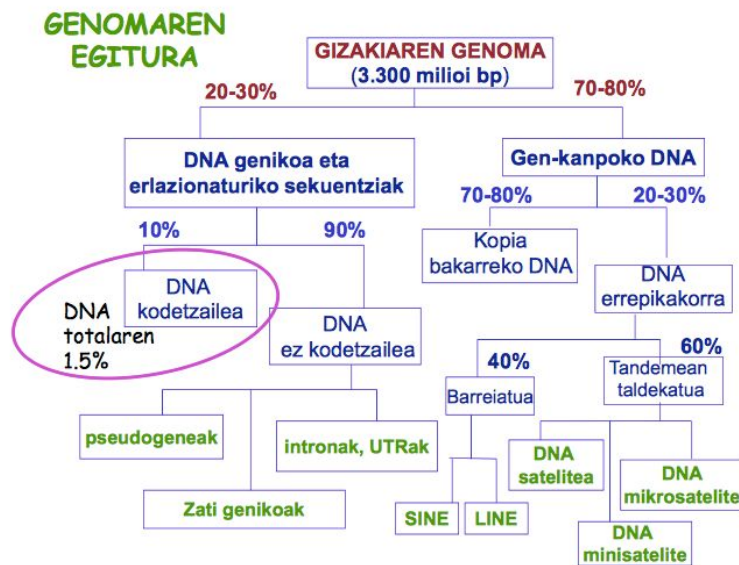 GENOMAREN
EGITURA
GIZAKIAREN GENOMA
(3.300 milioi bp)
20-30%
70-80%
DNA genikoa eta
erlazionaturiko sekuentziak
Gen-kanpoko DNA
10%
90%
70-80%
20-30%
Kopia
bakarreko DNA
DNA
errepikakorra
DNA
kodetzailea
DNA
totalaren
1.5%
DNA
ez kodetzailea
40%
60%
Barreiatua
Tandemean
taldekatua
pseudogeneak
intronak, UTRak
Zati genikoak
SINE
LINE
DNA
satelitea
DNA
mikrosatelite
DNA
minisatelite